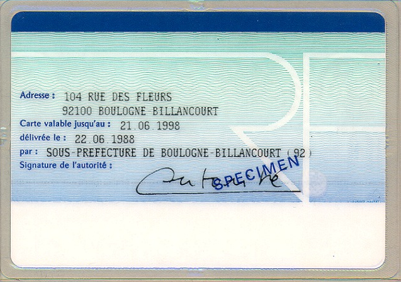 Adresse : 104 RUE DES FLEURS
92100 BOULOGNE-BILLANCOURT
Carte valable jusqu'au : 21.06.1998
délivrée le : 22.06.1988
par : SOUS-PREFECTURE DE BOULOGNE-BILLANCOURT (92)
Signature de l'autorité :
SPECIMEN